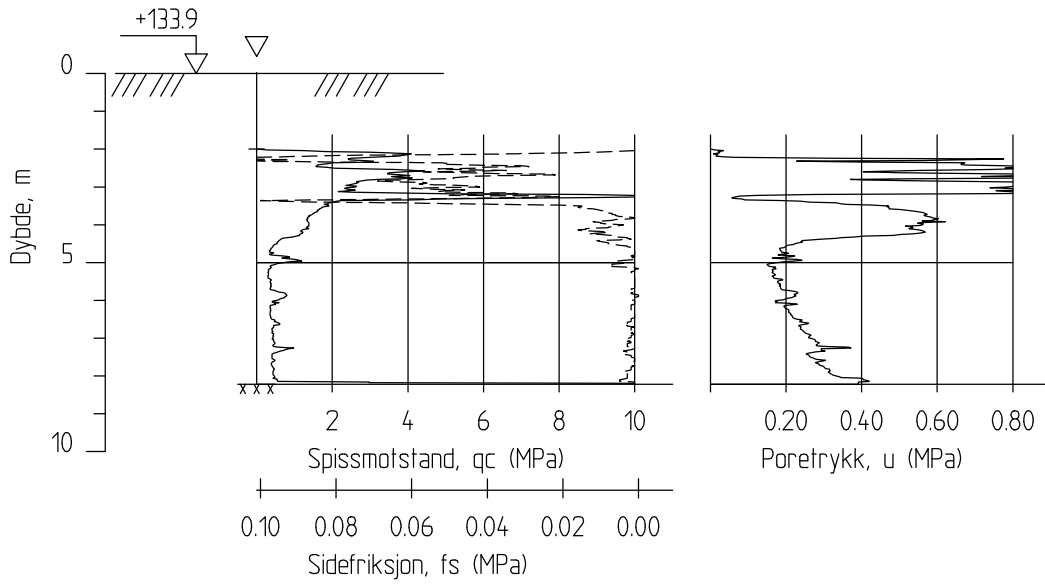 +133.9
0
Dybde, m
5
10
2 4 6 8 10
Spissmotstand, qc (MPa)
0.10 0.08 0.06 0.04 0.02 0.00
Sidefriksjon, fs (MPa)
0.20 0.40 0.60 0.80
Poretrykk, u (MPa)
x x x